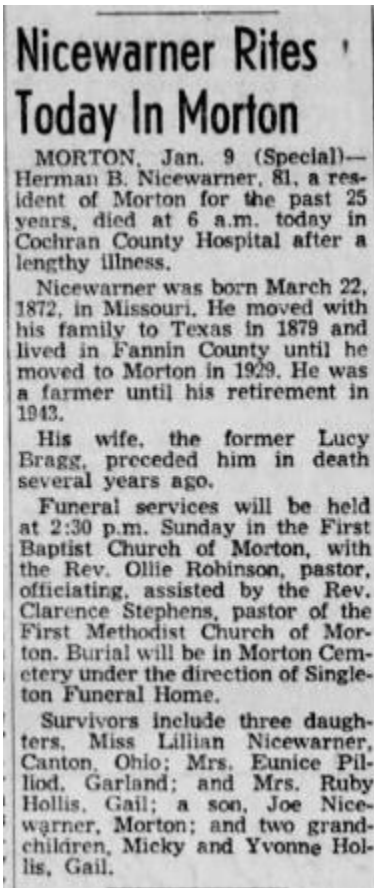 Nicewarner Rites
Today In Morton
MORTON, Jan. 9 (Special)—
Herman B. Nicewarner, 81, a res-
ident of Morton for the past 25
years, died at 6 a.m. today in
Cochran County Hospital after a
lengthy illness.
Nicewarner was born March 22,
1872, in Missouri. He moved with
his family to Texas in 1879 and
lived in Fannin County until he
moved to Morton in 1929. He was
a farmer until his retirement in
1943.
His wife, the former Lucy
Bragg, preceded him in death
several years ago.
Funeral services will be held
at 2:30 p.m. Sunday in the First
Baptist Church of Morton, with
the Rev. Ollie Robinson, pastor,
officiating, assisted by the Rev.
Clarence Stephens, pastor of the
First Methodist Church of Mor-
ton. Burial will be in Morton Cem-
etery under the direction of Single-
ton Funeral Home.
Survivors include three daugh-
ters, Miss Lillian Nicewarner,
Canton, Ohio; Mrs. Eunice Pil-
liod, Garland; and Mrs. Ruby
Hollis, Gail; a son, Joe Nice-
warner, Morton; and two grand-
children, Micky and Yvonne Hol-
lis, Gail.